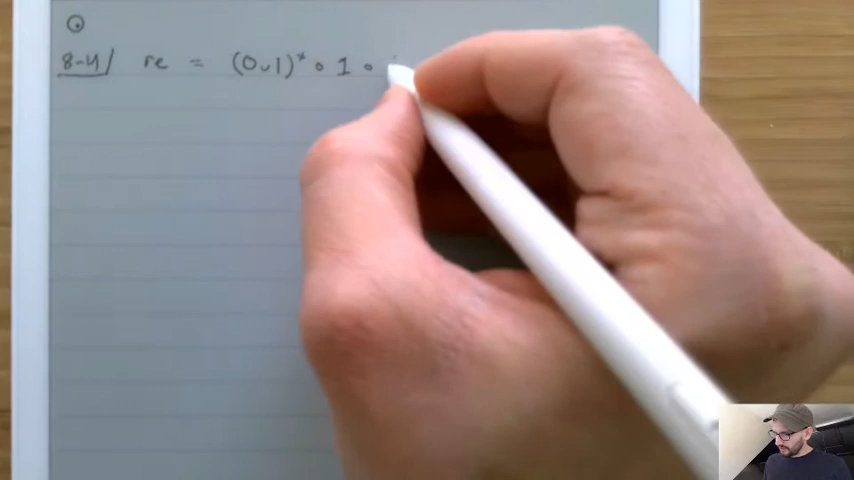 8-4/ re = (0∪1)* ∘ 1 ∘